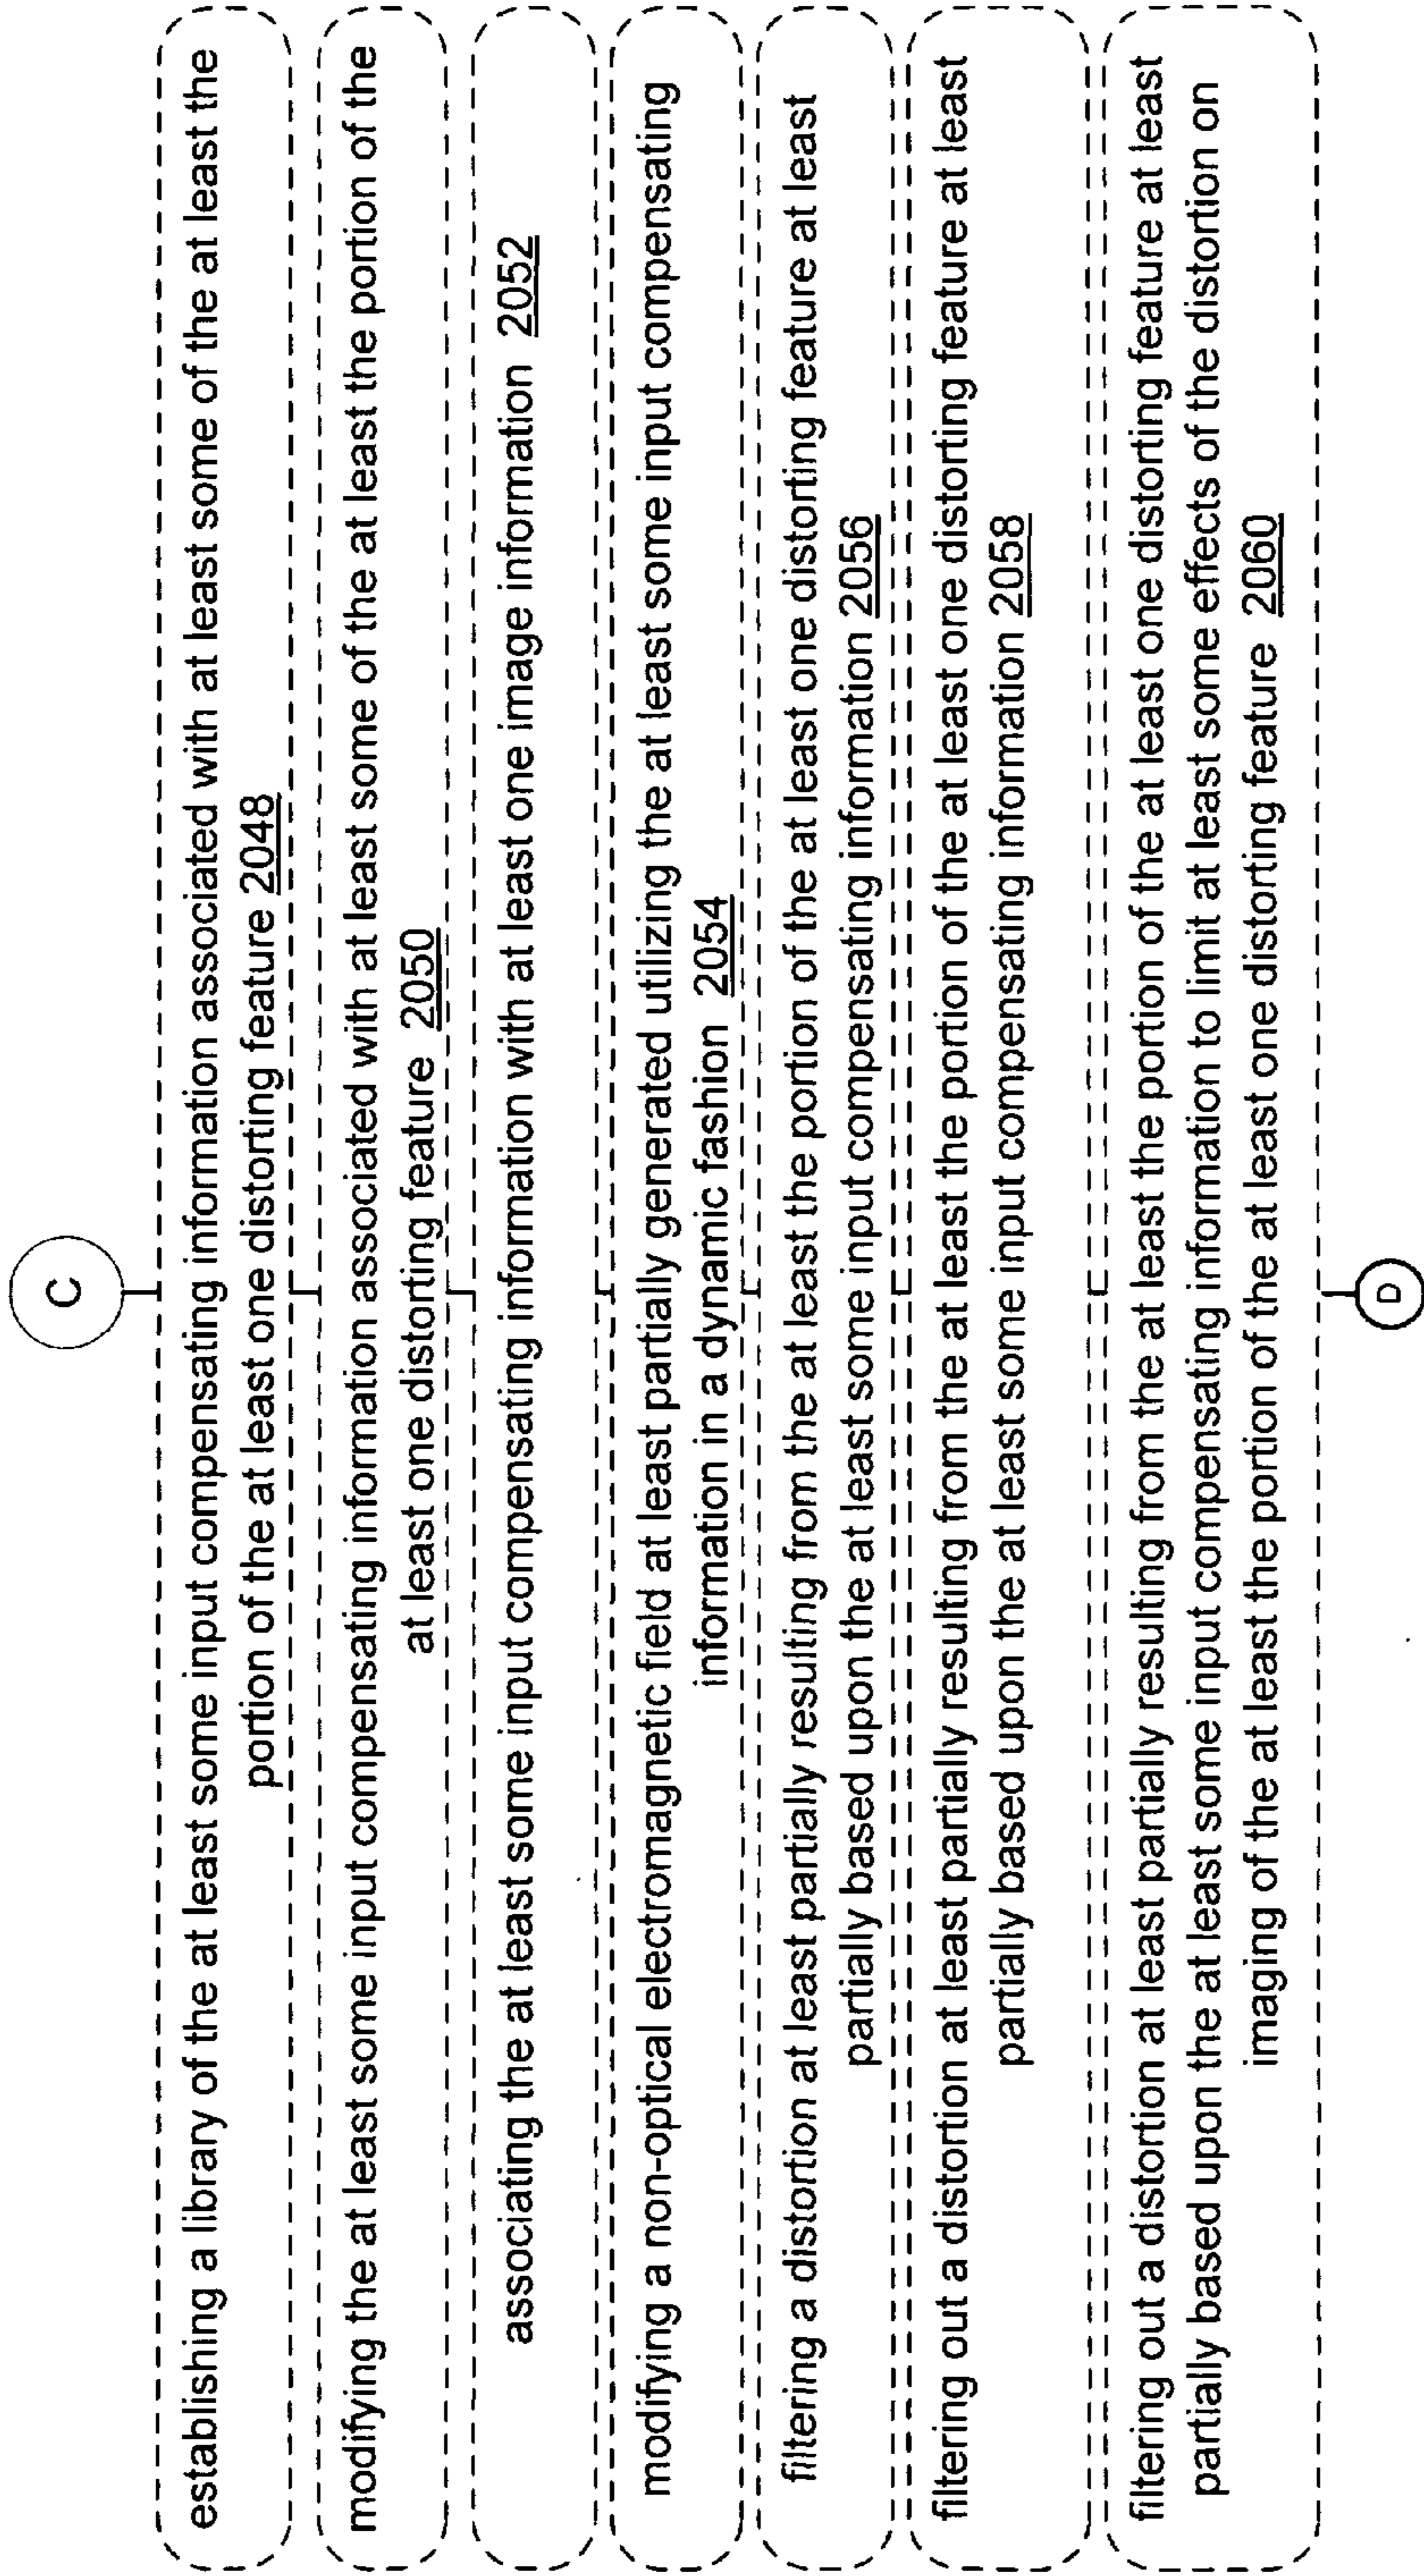 C
establishing a library of the at least some input compensating information associated with at least some of the at least the
portion of the at least one distorting feature 2048
modifying the at least some input compensating information associated with at least some of the at least the portion of the
at least one distorting feature 2050
associating the at least some input compensating information with at least one image information 2052
modifying a non-optical electromagnetic field at least partially generated utilizing the at least some input compensating
information in a dynamic fashion 2054
filtering a distortion at least partially resulting from the at least the portion of the at least one distorting feature at least
partially based upon the at least some input compensating information 2056
filtering out a distortion at least partially resulting from the at least the portion of the at least one distorting feature at least
partially based upon the at least some input compensating information 2058
filtering out a distortion at least partially resulting from the at least the portion of the at least one distorting feature at least
partially based upon the at least some input compensating information to limit at least some effects of the distortion on
imaging of the at least the portion of the at least one distorting feature 2060
D